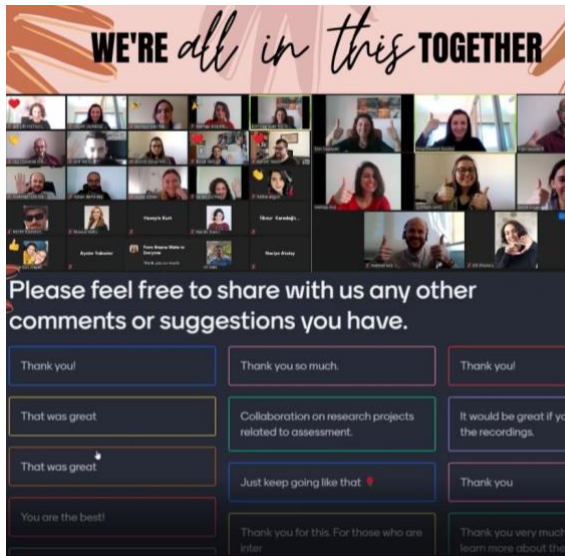 WE'RE all in this TOGETHER
Huseyin Kurt
Please feel free to share with us any other
comments or suggestions you have.
Thank you!
Thank you so much.
Thank you!
That was great
Collaboration on research projects
related to assessment.
It would be great if yo
the recordings.
That was great
Just keep going like that
Thank you
You are the best!
Thank you for this. For those who are
inter
Thank you very much
learn more about the